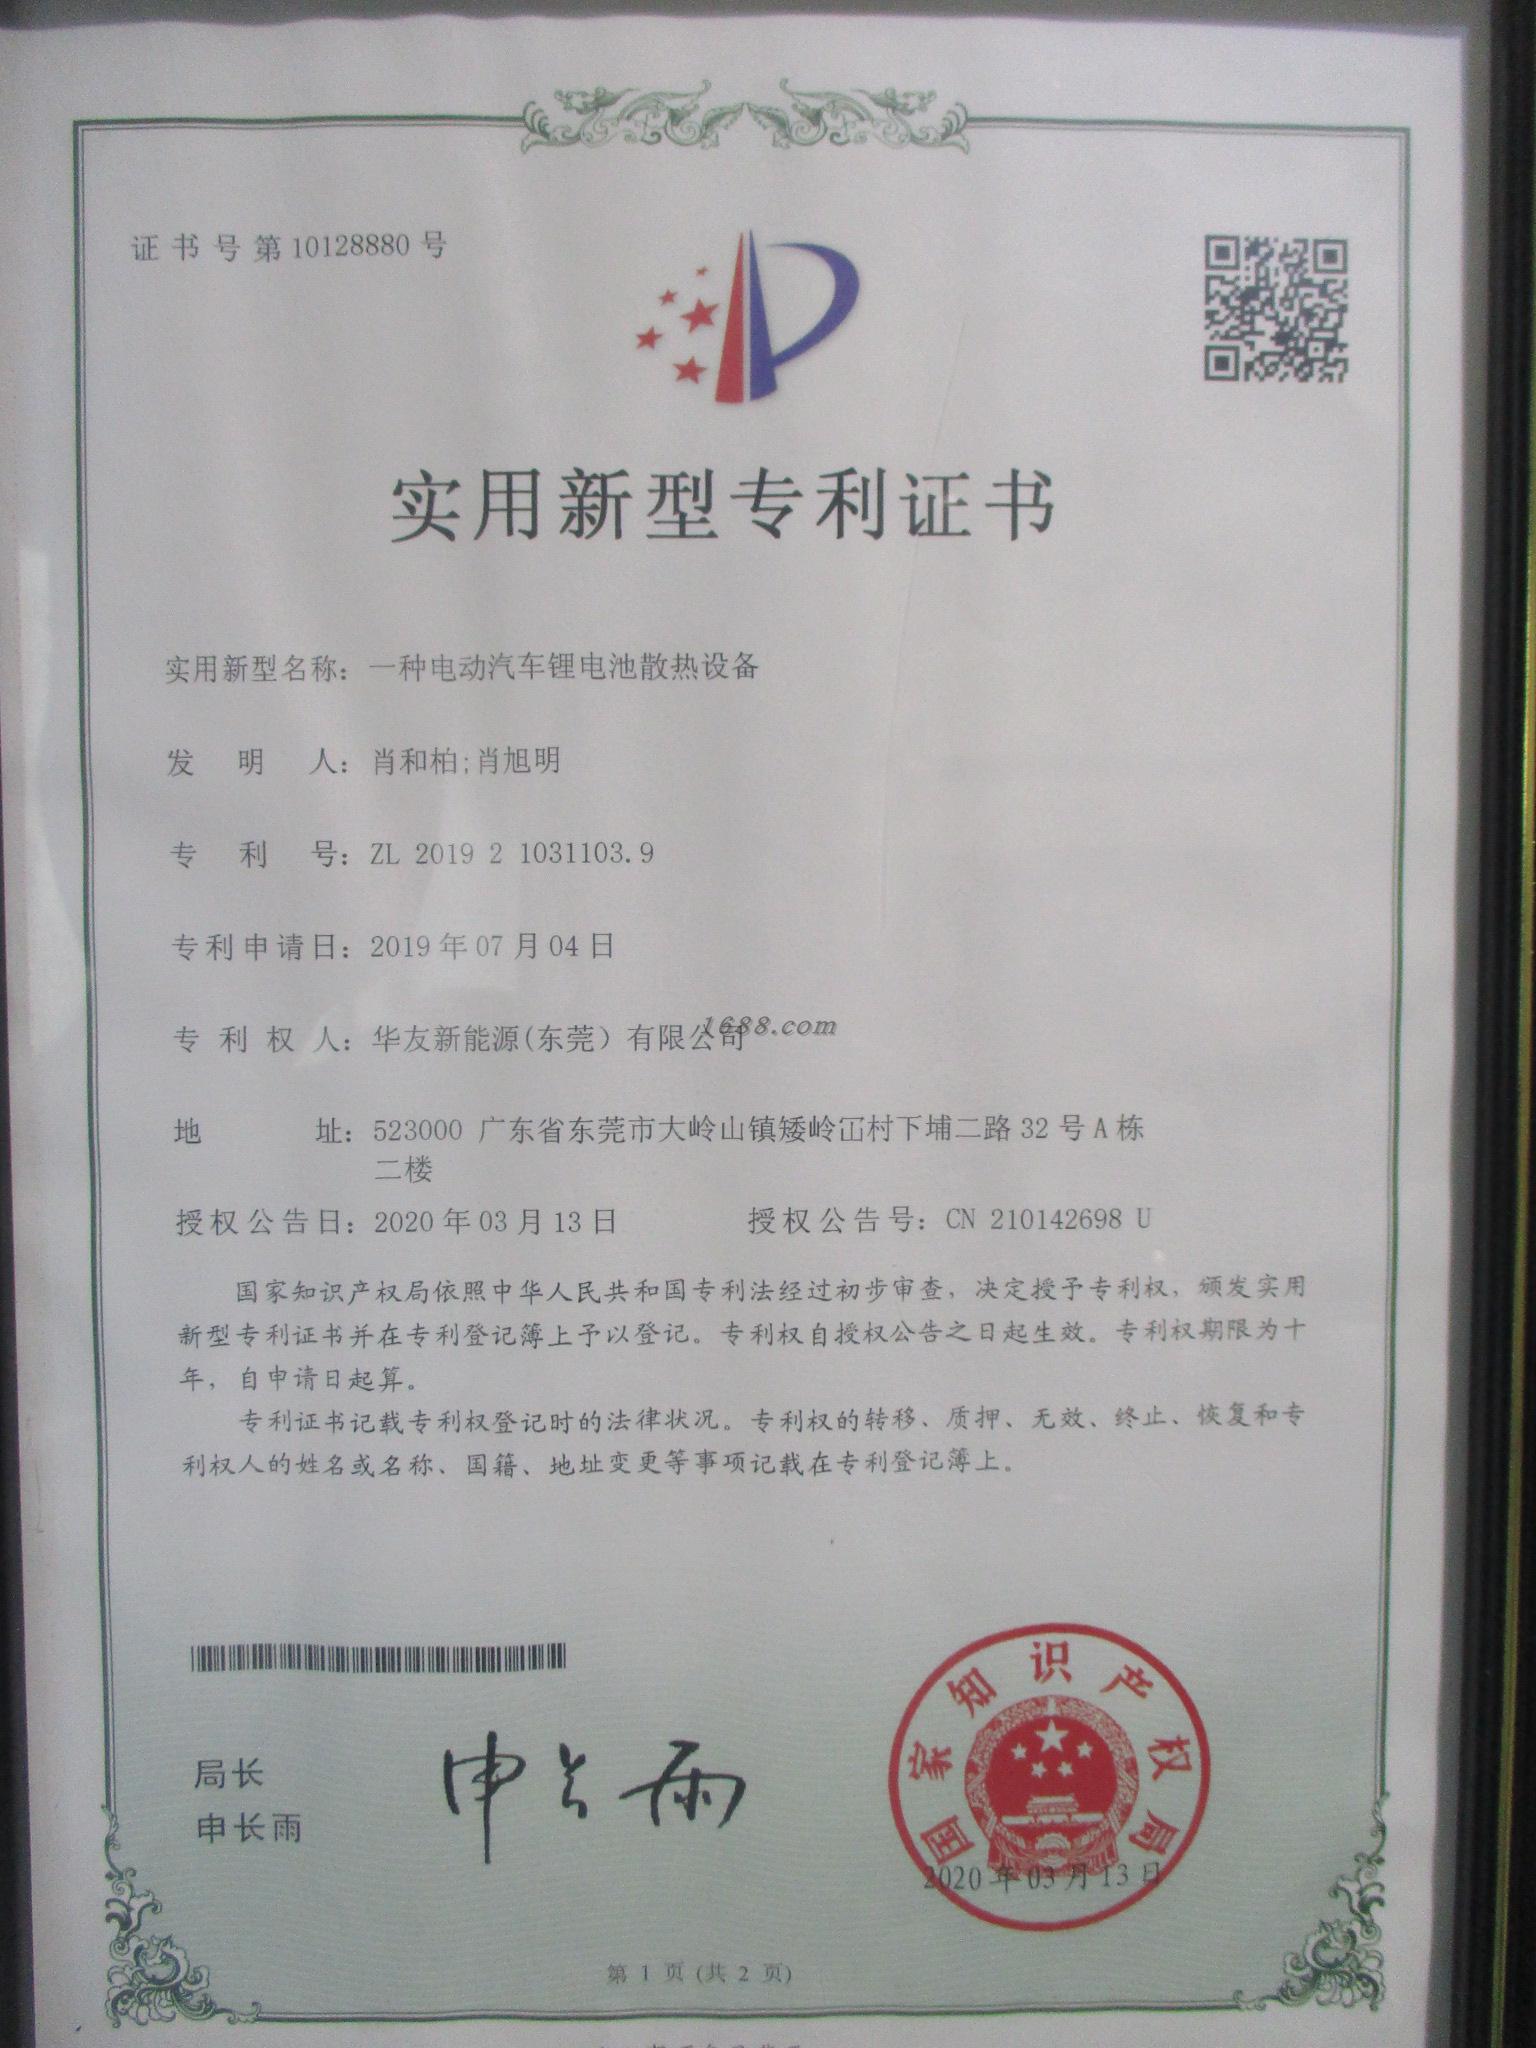 证书号第10128880号
实用新型专利证书
实用新型名称：一种电动汽车锂电池散热设备
发明人：肖和柏;肖旭明
专利号：ZL 2019 2 1031103.9
专利申请日：2019年07月04日
专利权人：华友新能源(东莞）有限公司
1688.com
地址：523000 广东省东莞市大岭山镇矮岭冚村下埔二路32号A栋
二楼
授权公告日：2020年03月13日 授权公告号：CN 210142698 U
国家知识产权局依照中华人民共和国专利法经过初步审查，决定授予专利权，颁发实用
新型专利证书并在专利登记簿上予以登记。专利权自授权公告之日起生效。专利权期限为十
年，自申请日起算。
专利证书记载专利权登记时的法律状况。专利权的转移、质押、无效、终止、恢复和专
利权人的姓名或名称、国籍、地址变更等事项记载在专利登记簿上。
局长
申长雨
申长雨
国家知识产权局
2020年03月13日
第 1 页 (共 2 页)